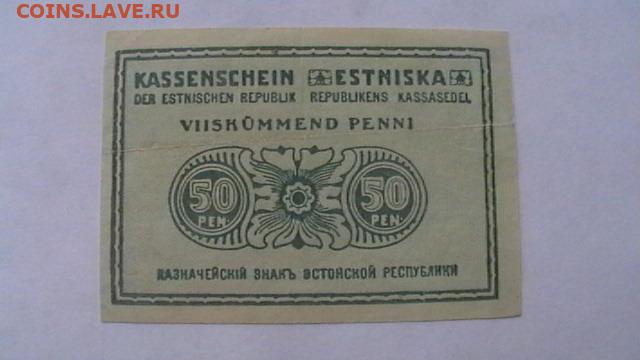 COINS.LAVE.RU
KASSENSCHEIN ESTNISKA
DER ESTNISCHEN REPUBLIK REPUBLIKENS KASSASEDEL
VIISKÜMMEND PENNI
50 50
PEN. PEN.
КАЗНАЧЕЙСКІЙ ЗНАКЪ ЭСТОНСКОЙ РЕСПУБЛИКИ